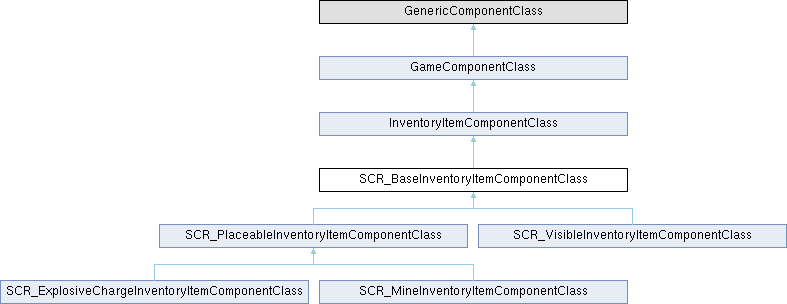 GenericComponentClass
GameComponentClass
InventoryItemComponentClass
SCR_BaseInventoryItemComponentClass
SCR_PlaceableInventoryItemComponentClass
SCR_VisibleInventoryItemComponentClass
SCR_ExplosiveChargeInventoryItemComponentClass
SCR_MineInventoryItemComponentClass